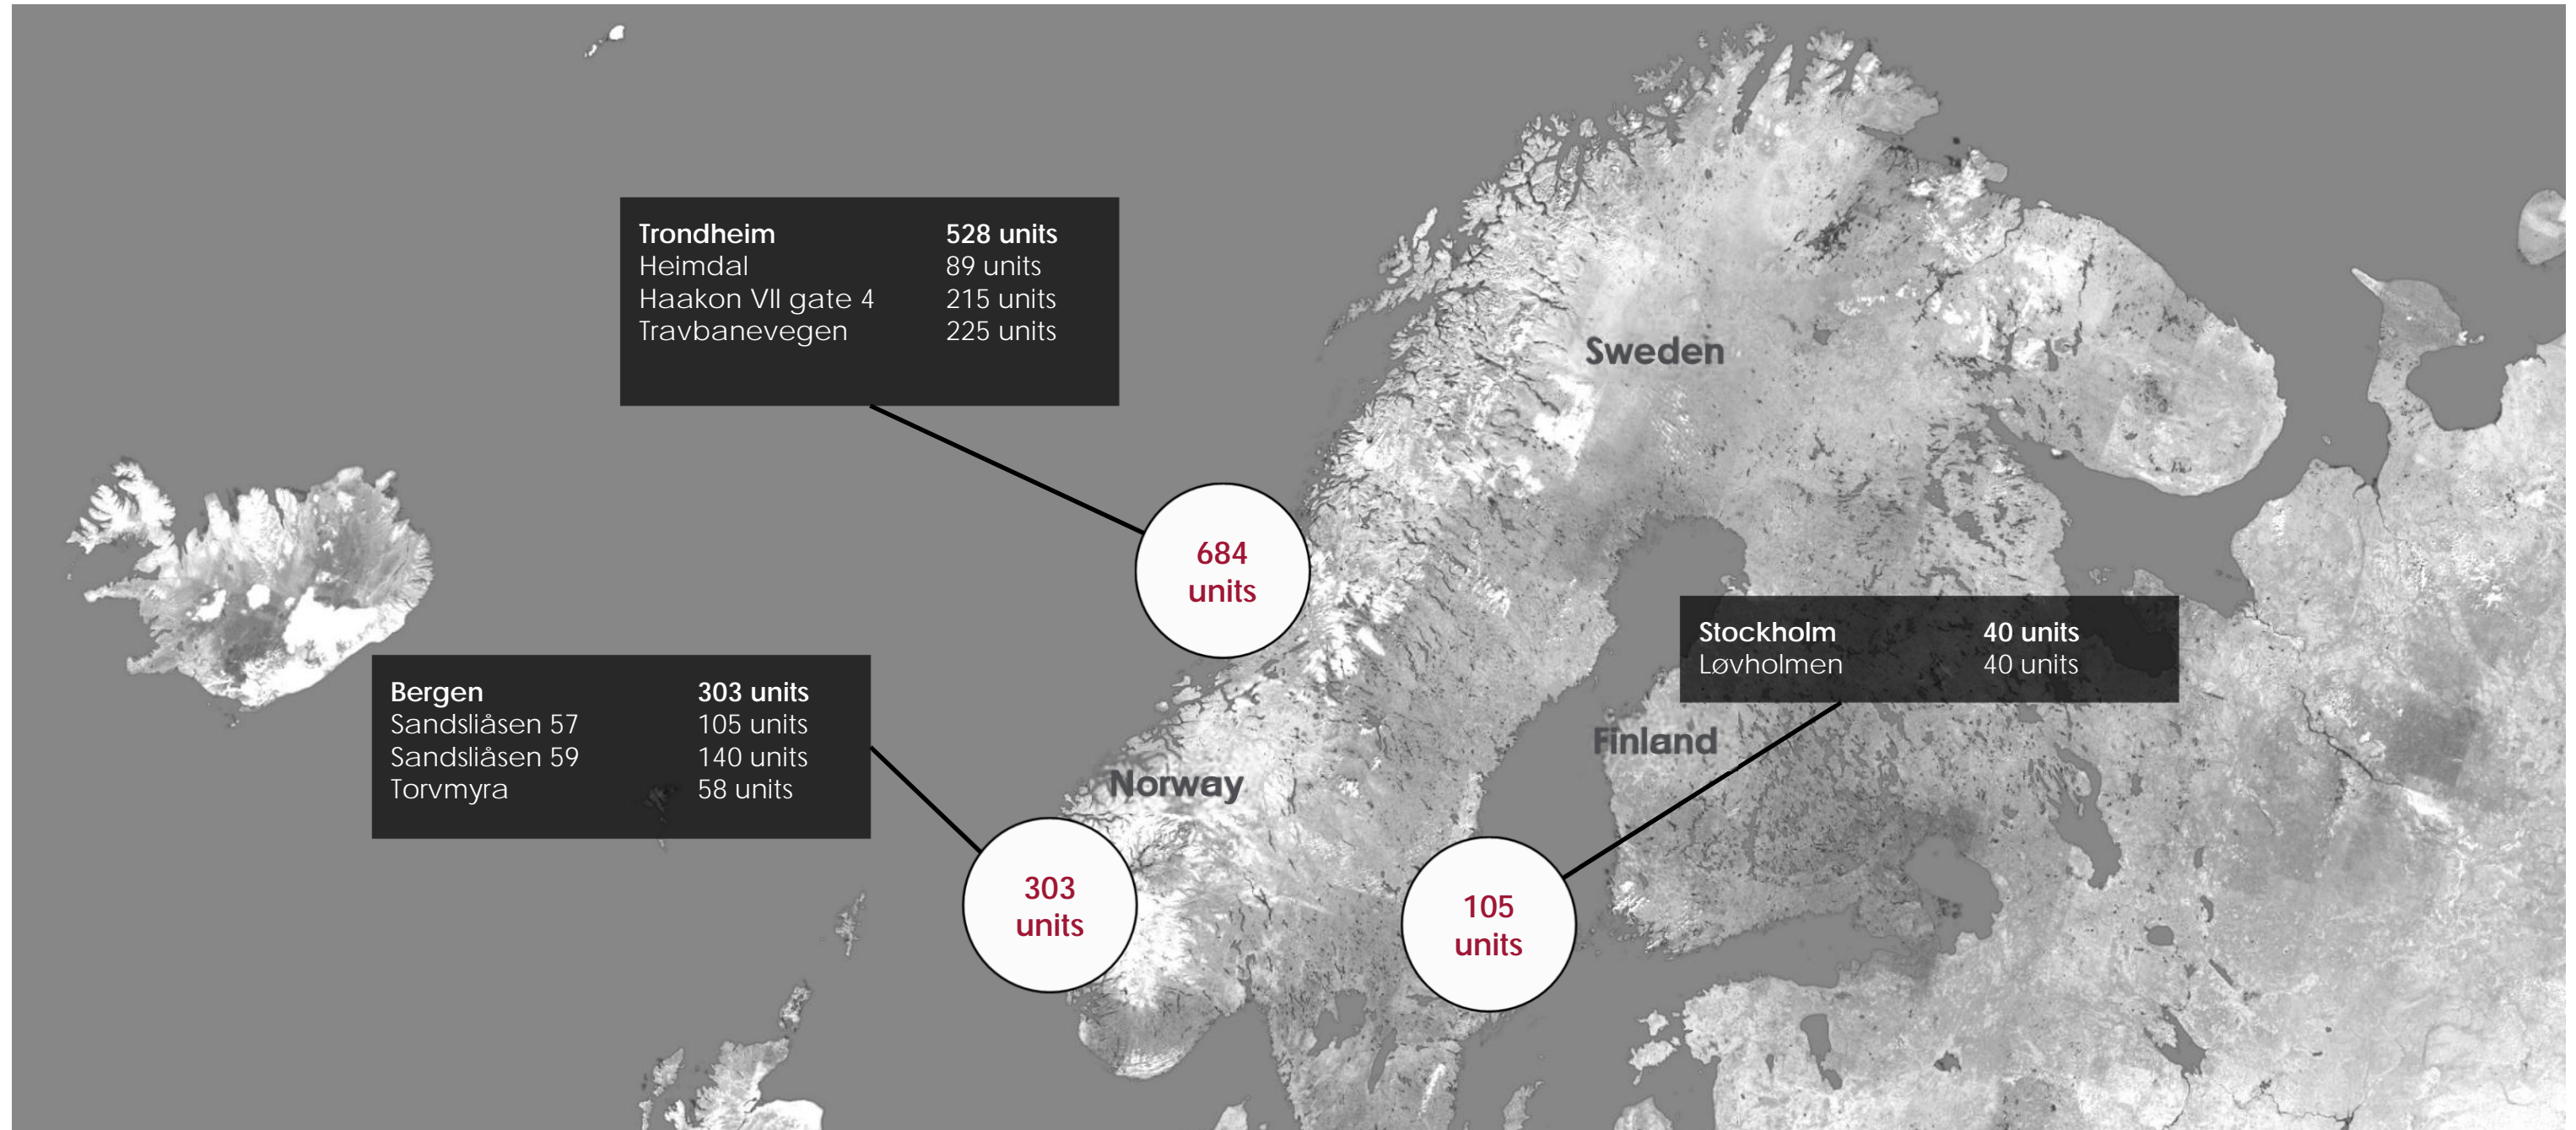 Trondheim 528 units
Heimdal 89 units
Haakon VII gate 4 215 units
Travbanevegen 225 units
Sweden
684
units
Stockholm 40 units
Løvholmen 40 units
Bergen 303 units
Sandsliåsen 57 105 units
Sandsliåsen 59 140 units
Torvmyra 58 units
Finland
Norway
303
units
105
units